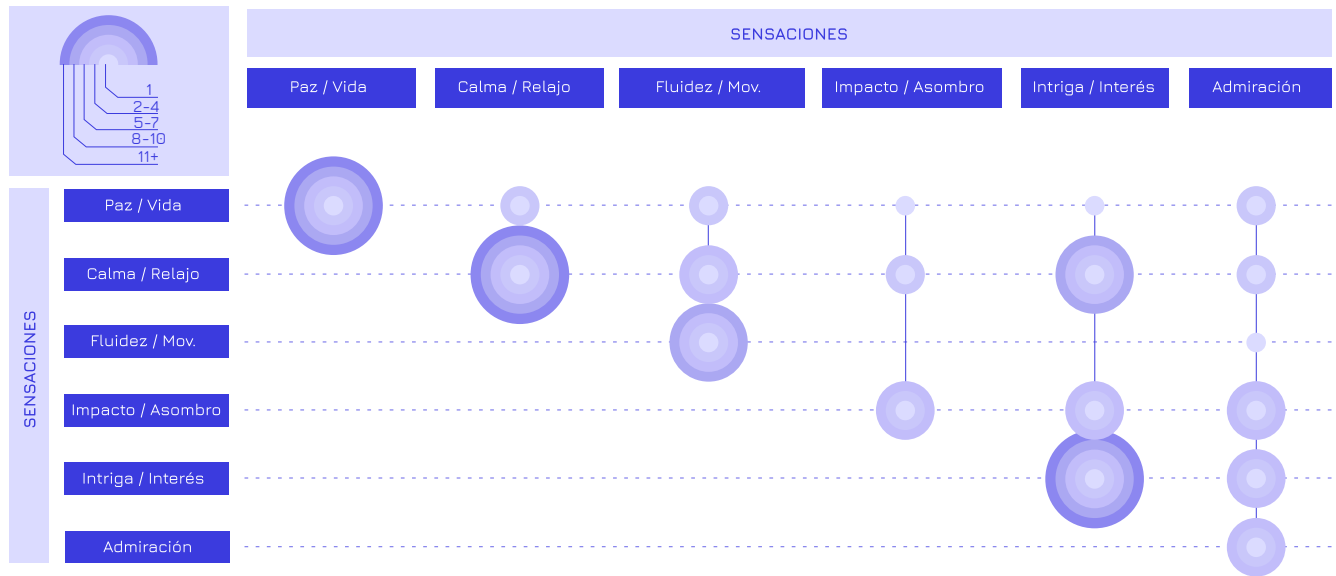 SENSACIONES
Paz / Vida
Calma / Relajo
Fluidez / Mov.
Impacto / Asombro
Intriga / Interés
Admiración
1
2-4
5-7
8-10
11+
SENSACIONES
Paz / Vida
Calma / Relajo
Fluidez / Mov.
Impacto / Asombro
Intriga / Interés
Admiración